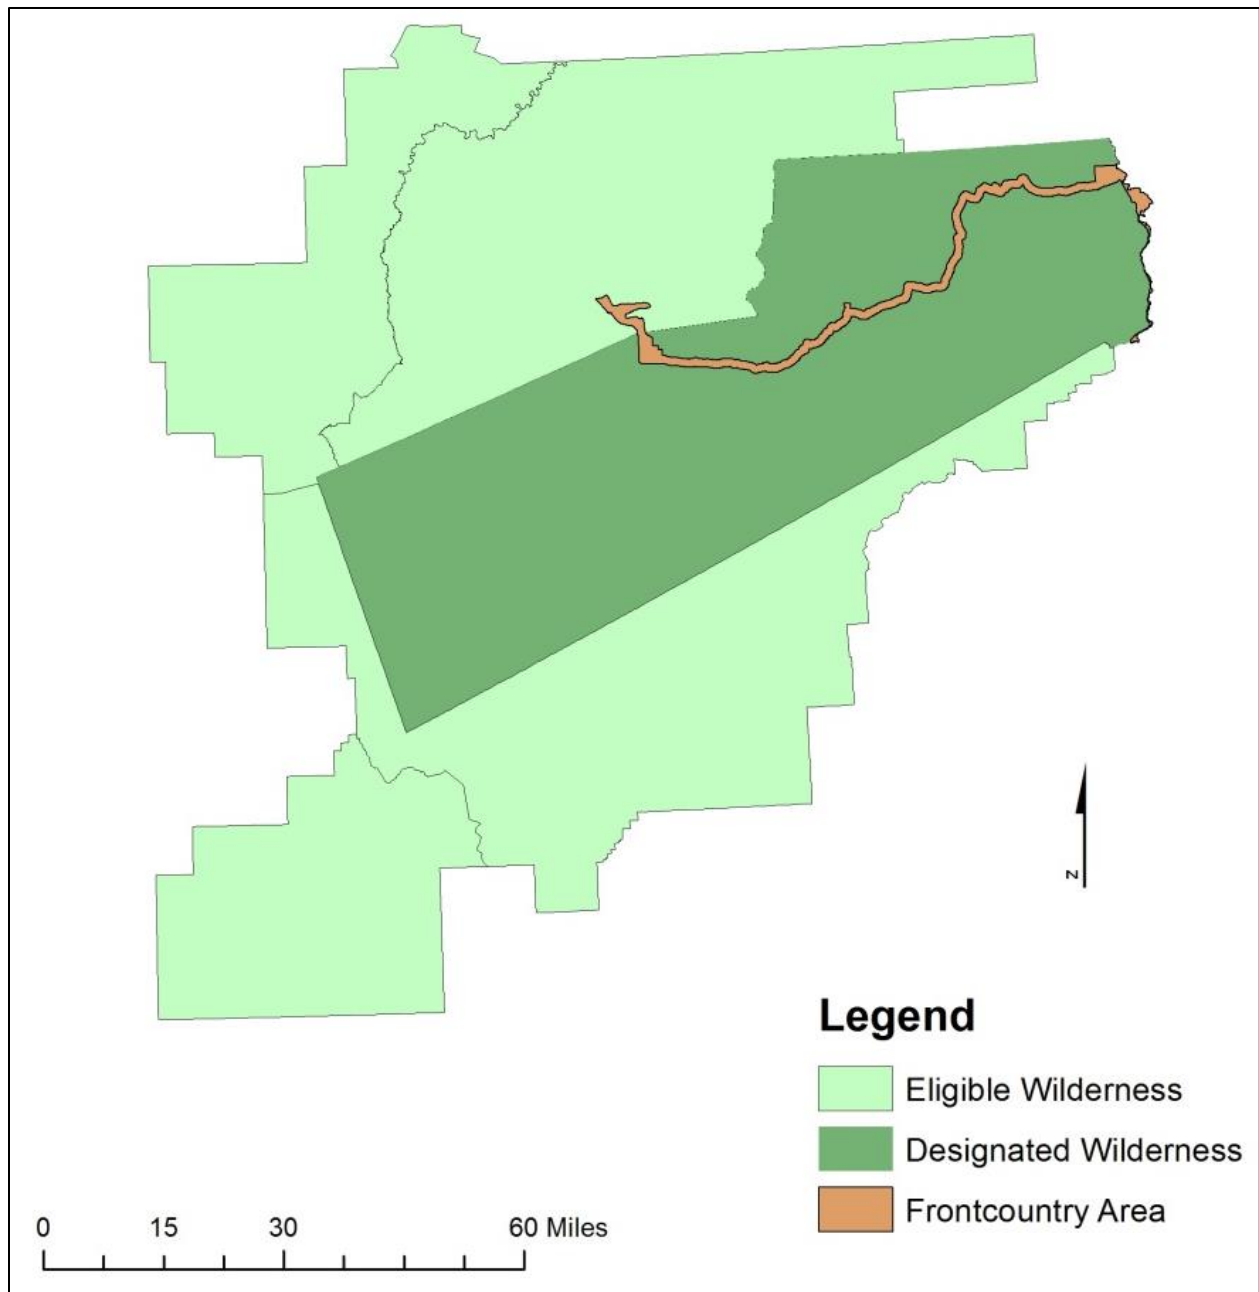 N
Legend
Eligible Wilderness
Designated Wilderness
Frontcountry Area
0 15 30 60 Miles